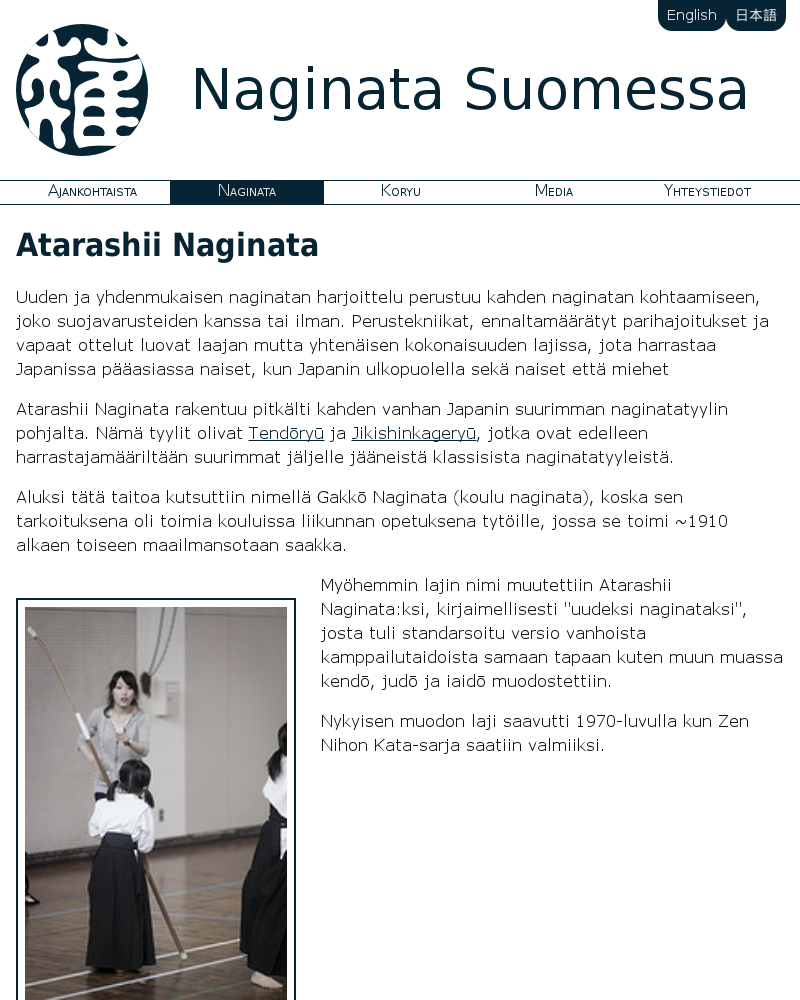 English 日本語
Naginata Suomessa
Ajankohtaista Naginata Koryu Media Yhteystiedot
Atarashii Naginata
Uuden ja yhdenmukaisen naginatan harjoittelu perustuu kahden naginatan kohtaamiseen,
joko suojavarusteiden kanssa tai ilman. Perustekniikat, ennaltamäärätyt parihajoitukset ja
vapaat ottelut luovat laajan mutta yhtenäisen kokonaisuuden lajissa, jota harrastaa
Japanissa pääasiassa naiset, kun Japanin ulkopuolella sekä naiset että miehet
Atarashii Naginata rakentuu pitkälti kahden vanhan Japanin suurimman naginatatyylin
pohjalta. Nämä tyylit olivat Tendōryū ja Jikishinkageryū, jotka ovat edelleen
harrastajamääriltään suurimmat jäljelle jääneistä klassisista naginatatyyleistä.
Aluksi tätä taitoa kutsuttiin nimellä Gakkō Naginata (koulu naginata), koska sen
tarkoituksena oli toimia kouluissa liikunnan opetuksena tytöille, jossa se toimi ~1910
alkaen toiseen maailmansotaan saakka.
Myöhemmin lajin nimi muutettiin Atarashii
Naginata:ksi, kirjaimellisesti "uudeksi naginataksi",
josta tuli standarsoitu versio vanhoista
kamppailutaidoista samaan tapaan kuten muun muassa
kendō, judō ja iaidō muodostettiin.
Nykyisen muodon laji saavutti 1970-luvulla kun Zen
Nihon Kata-sarja saatiin valmiiksi.